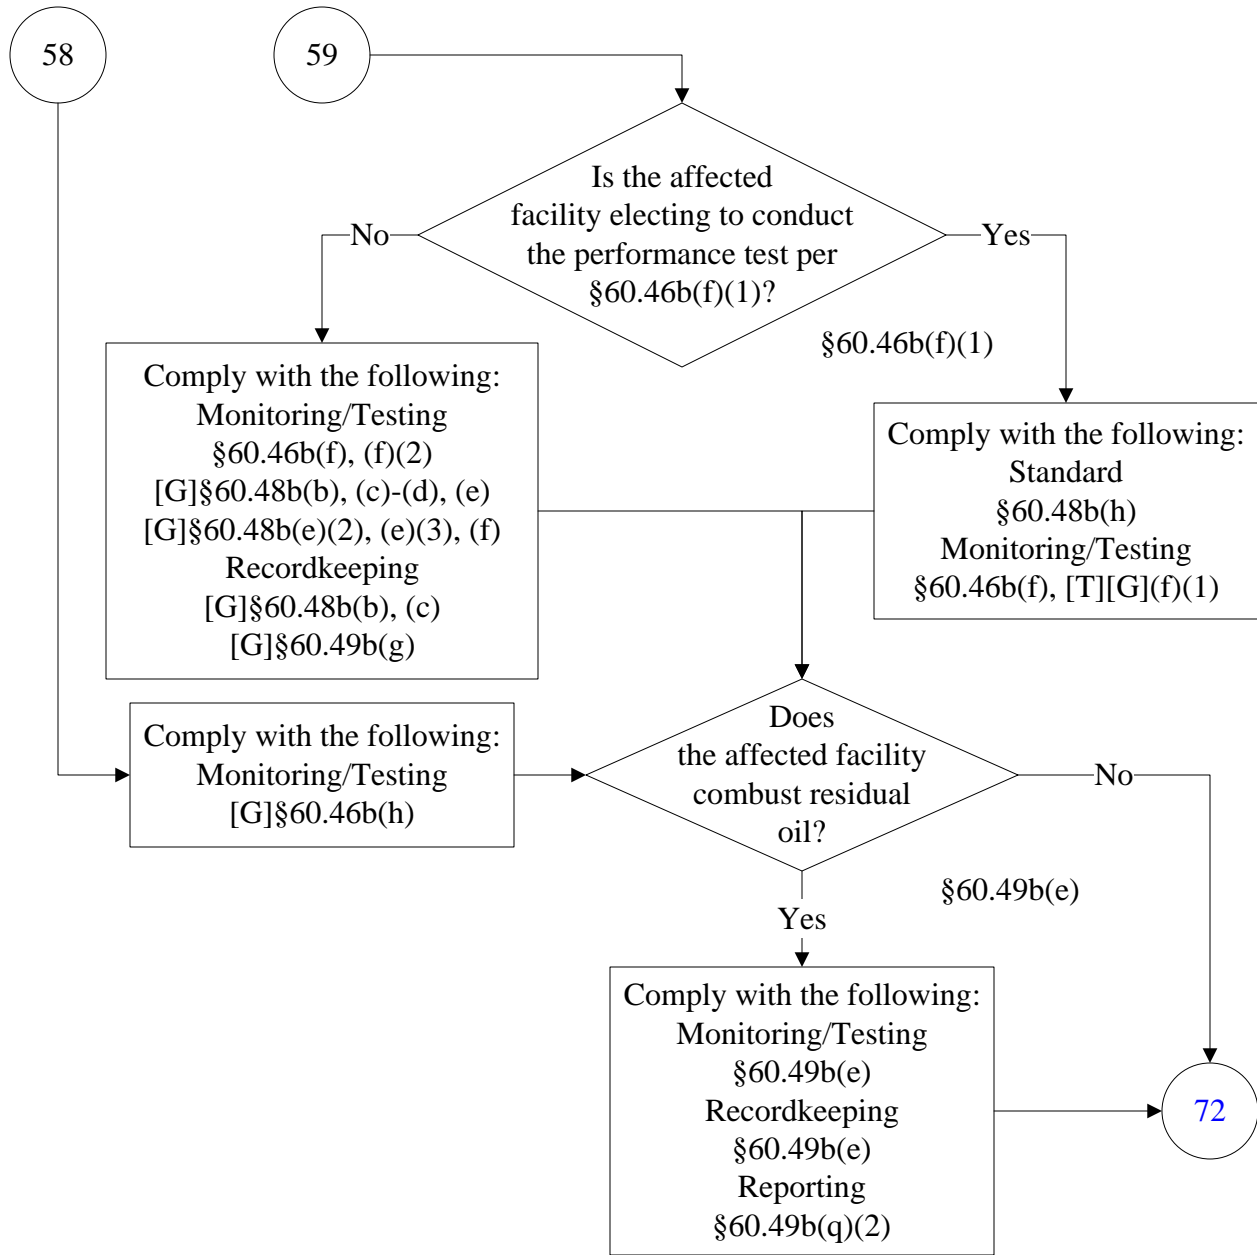 58
59
Is the affected
facility electing to conduct
the performance test per
§60.46b(f)(1)?
No
Yes
§60.46b(f)(1)
Comply with the following:
Monitoring/Testing
§60.46b(f), (f)(2)
[G]§60.48b(b), (c)-(d), (e)
[G]§60.48b(e)(2), (e)(3), (f)
Recordkeeping
[G]§60.48b(b), (c)
[G]§60.49b(g)
Comply with the following:
Standard
§60.48b(h)
Monitoring/Testing
§60.46b(f), [T][G](f)(1)
Comply with the following:
Monitoring/Testing
[G]§60.46b(h)
Does
the affected facility
combust residual
oil?
No
§60.49b(e)
Yes
Comply with the following:
Monitoring/Testing
§60.49b(e)
Recordkeeping
§60.49b(e)
Reporting
§60.49b(q)(2)
72